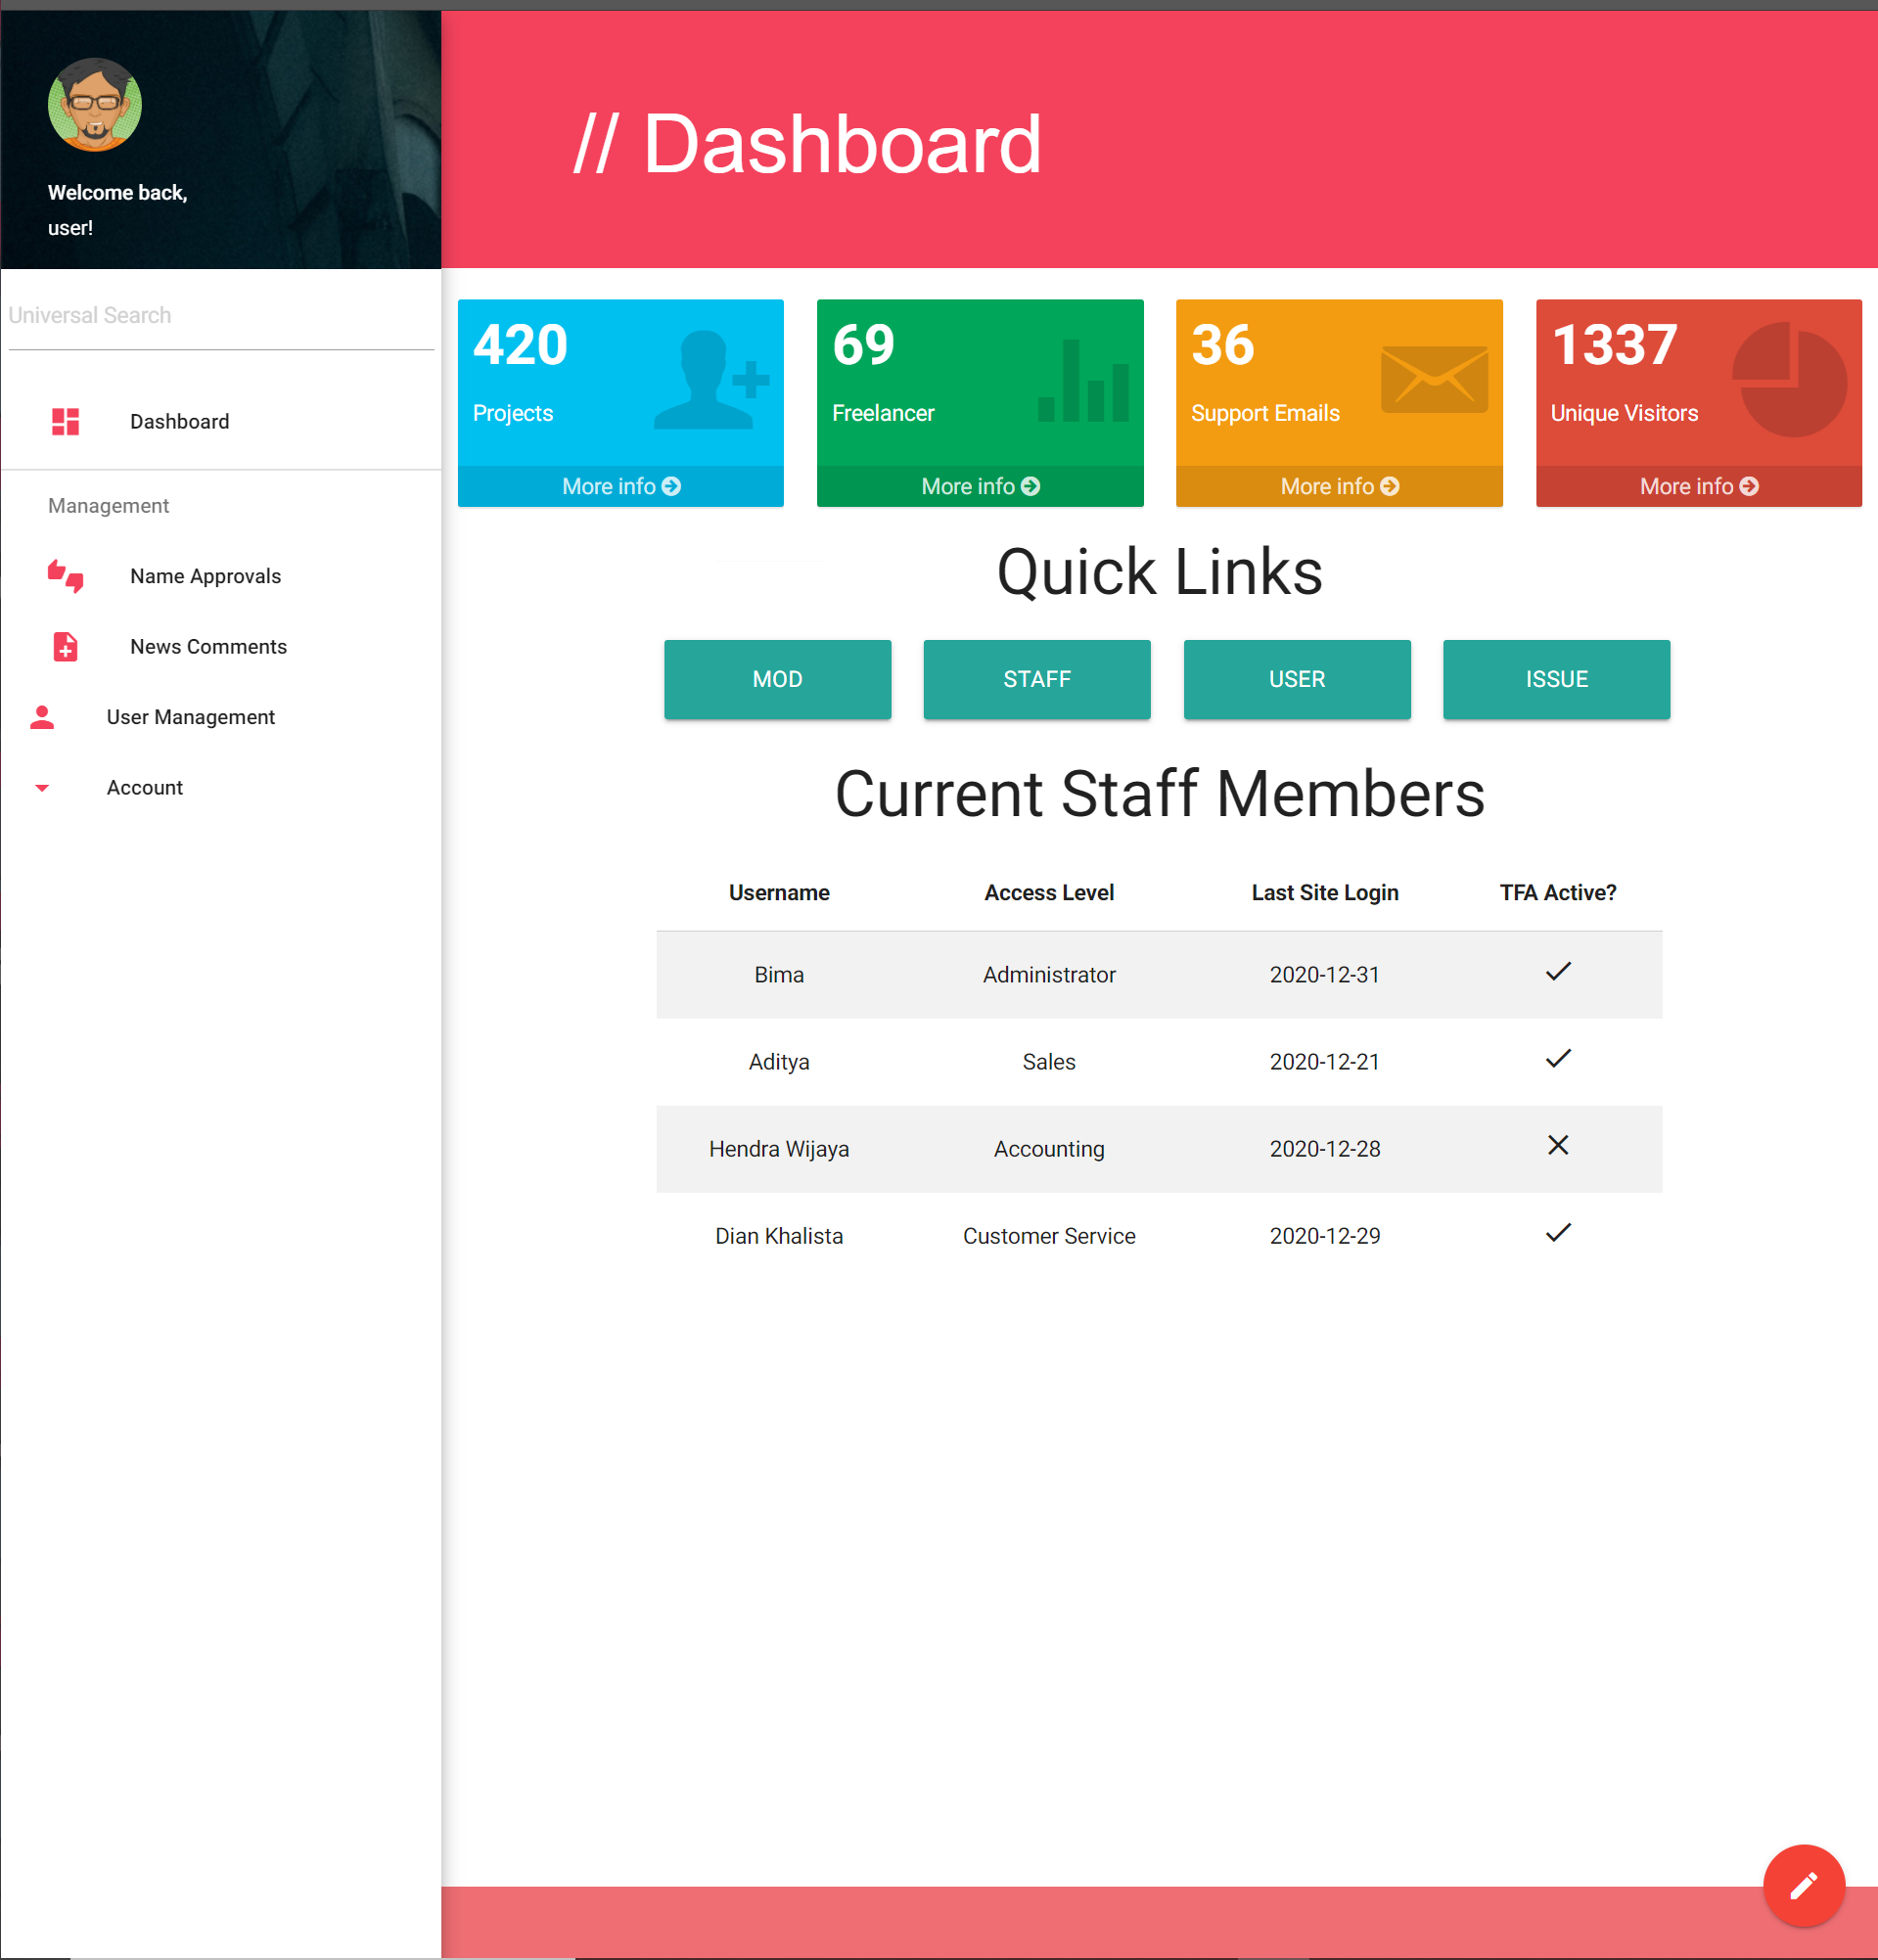 Welcome back,
user!
Universal Search
Dashboard
Management
Name Approvals
News Comments
User Management
Account
// Dashboard
420
Projects
More info
69
Freelancer
More info
36
Support Emails
More info
1337
Unique Visitors
More info
Quick Links
MOD STAFF USER ISSUE
Current Staff Members
Username Access Level Last Site Login TFA Active?
Bima Administrator 2020-12-31
Aditya Sales 2020-12-21
Hendra Wijaya Accounting 2020-12-28
Dian Khalista Customer Service 2020-12-29